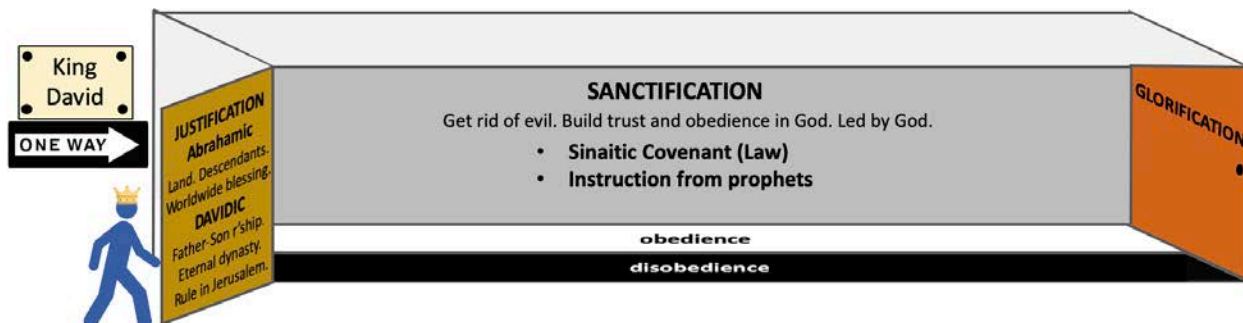 King
David
ONE WAY
JUSTIFICATION
Abrahamic
Land. Descendants.
Worldwide blessing.
DAVIDIC
Father-Son r'ship.
Eternal dynasty.
Rule in Jerusalem.
SANCTIFICATION
Get rid of evil. Build trust and obedience in God. Led by God.
• Sinaitic Covenant (Law)
• Instruction from prophets
obedience
disobedience
GLORIFICATION